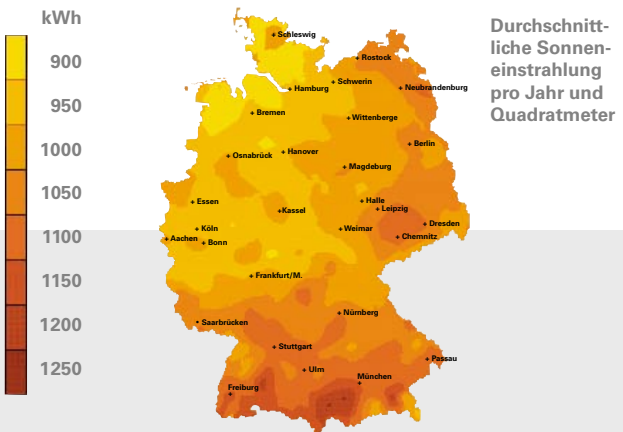 kWh
900
950
1000
1050
1100
1150
1200
1250
Durchschnitt-
liche Sonnen-
einstrahlung
pro Jahr und
Quadratmeter
Schleswig
Rostock
Schwerin
Hamburg
Neubrandenburg
Bremen
Wittenberge
Berlin
Osnabrück
Hanover
Magdeburg
Essen
Halle
Leipzig
Kassel
Köln
Weimar
Dresden
Aachen
Bonn
Chemnitz
Frankfurt/M.
Nürnberg
Saarbrücken
Stuttgart
Passau
Ulm
München
Freiburg